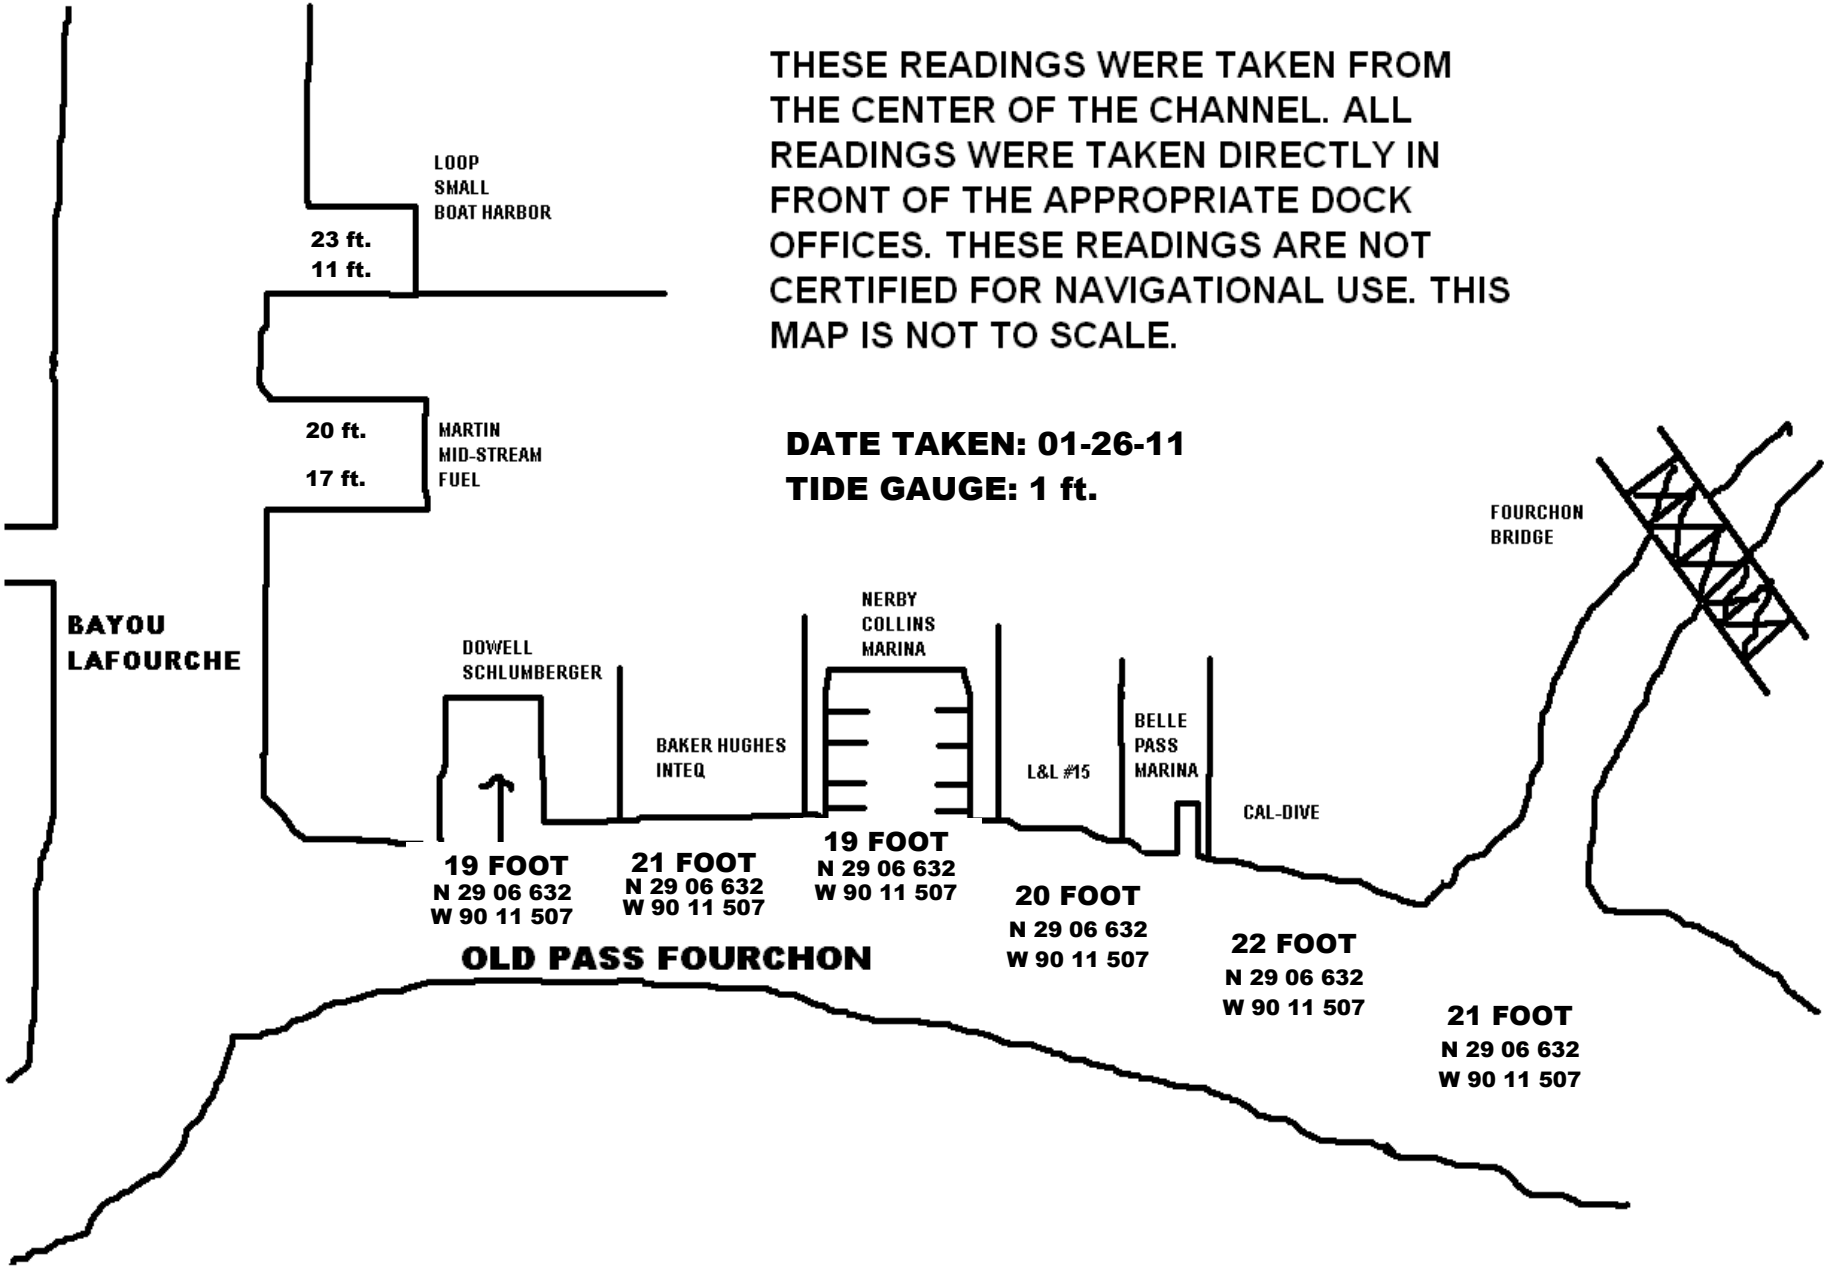 THESE READINGS WERE TAKEN FROM
THE CENTER OF THE CHANNEL. ALL
READINGS WERE TAKEN DIRECTLY IN
FRONT OF THE APPROPRIATE DOCK
OFFICES. THESE READINGS ARE NOT
CERTIFIED FOR NAVIGATIONAL USE. THIS
MAP IS NOT TO SCALE.
LOOP
SMALL
BOAT HARBOR
23 ft.
11 ft.
20 ft.
17 ft.
MARTIN
MID-STREAM
FUEL
DATE TAKEN: 01-26-11
TIDE GAUGE: 1 ft.
FOURCHON
BRIDGE
BAYOU
LAFOURCHE
DOWELL
SCHLUMBERGER
BAKER HUGHES
INTEQ
NERBY
COLLINS
MARINA
L&L #15
BELLE
PASS
MARINA
CAL-DIVE
19 FOOT
N 29 06 632
W 90 11 507
21 FOOT
N 29 06 632
W 90 11 507
19 FOOT
N 29 06 632
W 90 11 507
20 FOOT
N 29 06 632
W 90 11 507
22 FOOT
N 29 06 632
W 90 11 507
21 FOOT
N 29 06 632
W 90 11 507
OLD PASS FOURCHON